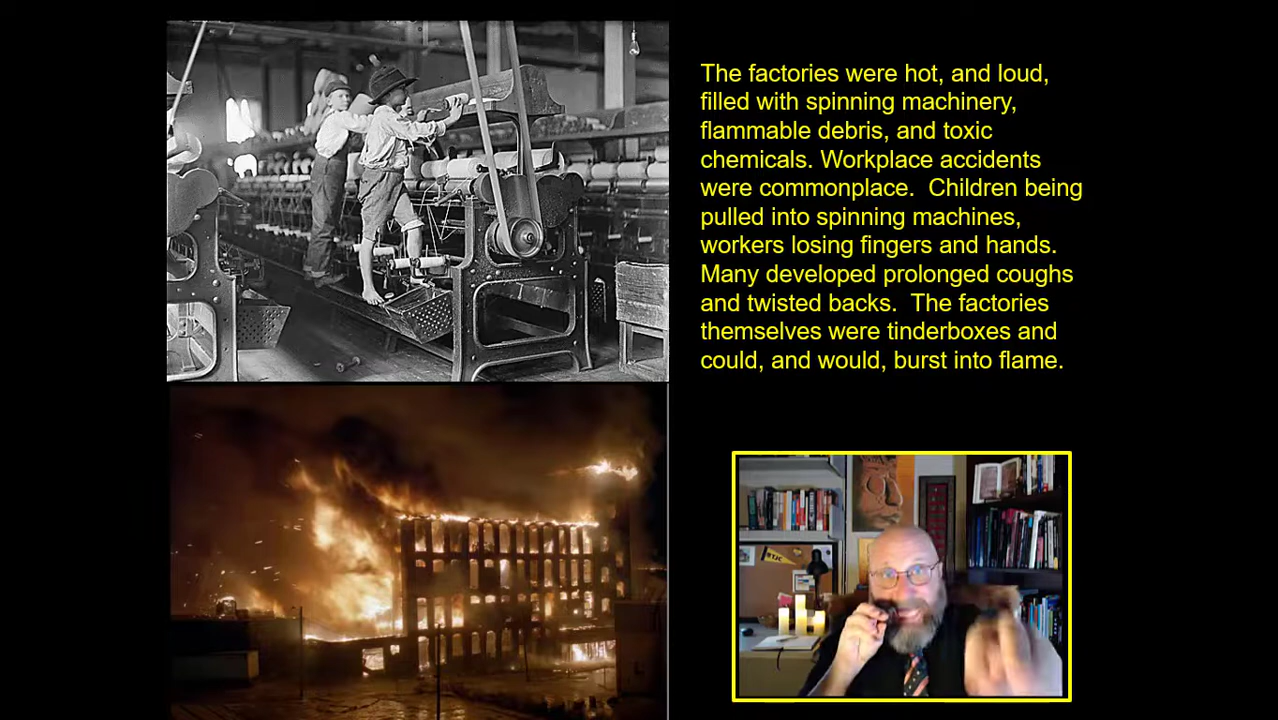 The factories were hot, and loud,
filled with spinning machinery,
flammable debris, and toxic
chemicals. Workplace accidents
were commonplace.  Children being
pulled into spinning machines,
workers losing fingers and hands.
Many developed prolonged coughs
and twisted backs.  The factories
themselves were tinderboxes and
could, and would, burst into flame.